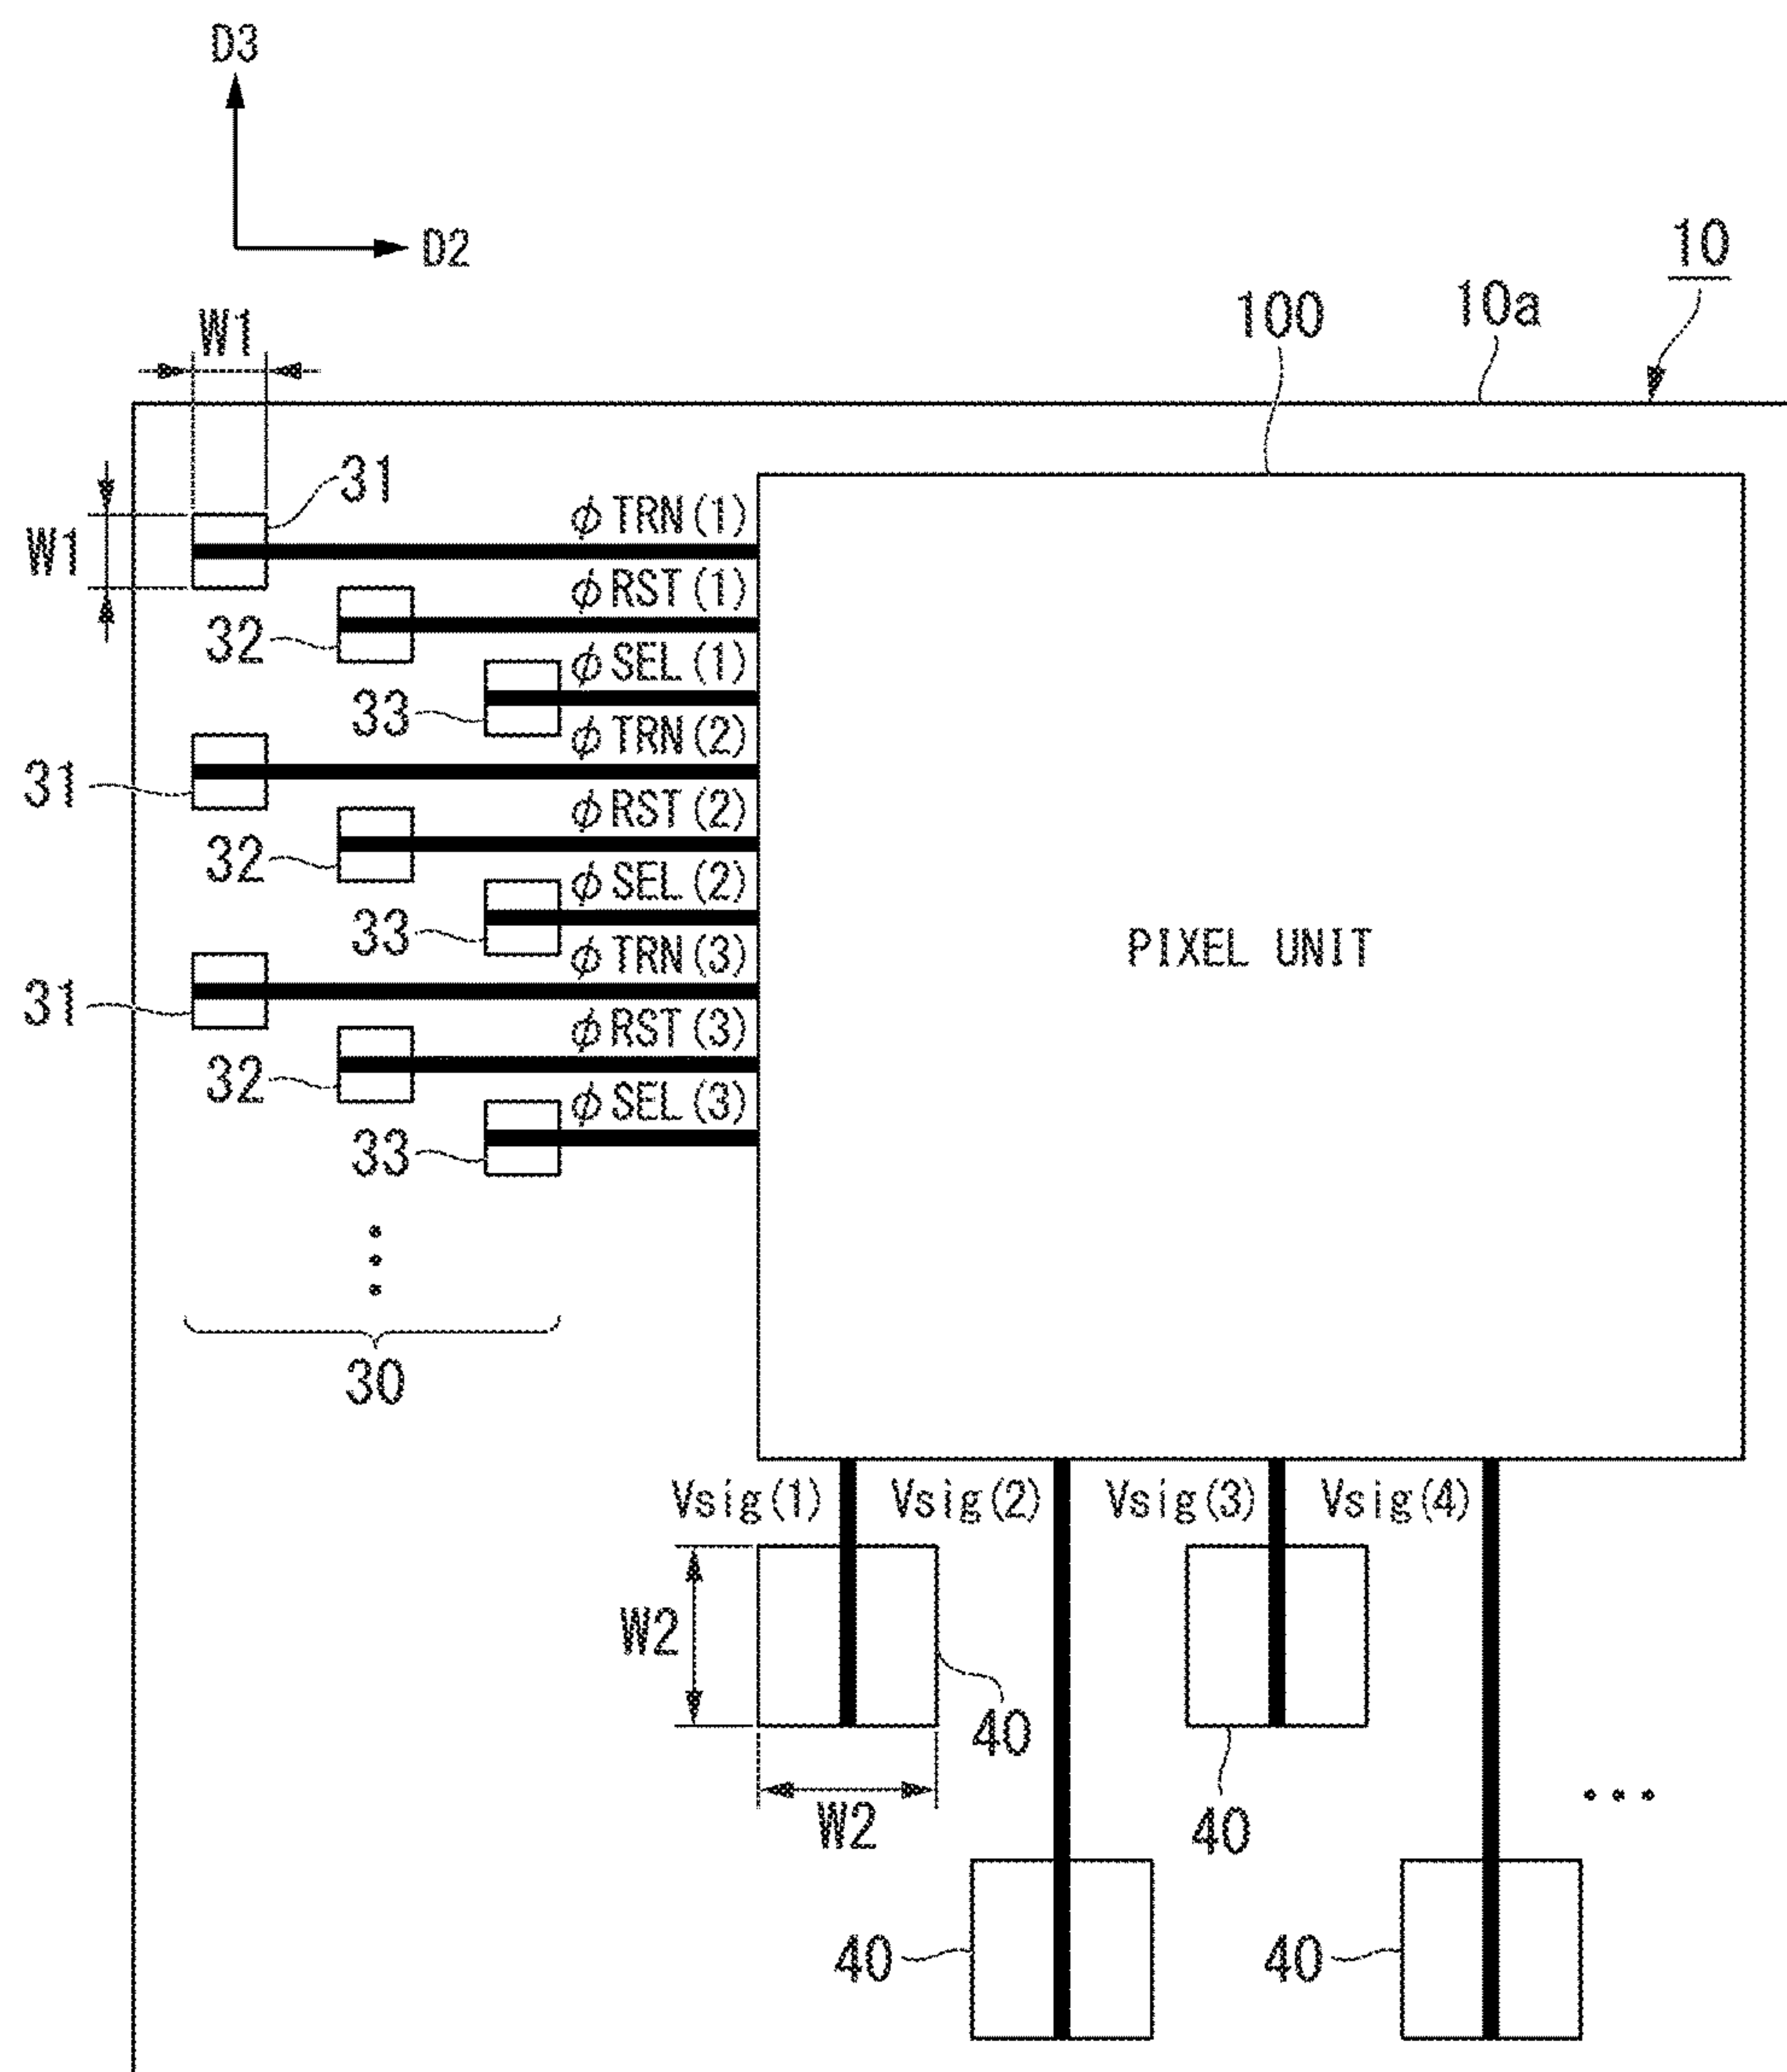 D3
D2
10
10a
100
W1
31
φTRN(1)
W1
φRST(1)
32
φSEL(1)
33
φTRN(2)
31
φRST(2)
32
φSEL(2)
33
φTRN(3)
PIXEL UNIT
31
φRST(3)
32
φSEL(3)
33
30
Vsig(1) Vsig(2) Vsig(3) Vsig(4)
W2
40
40
W2
40
40